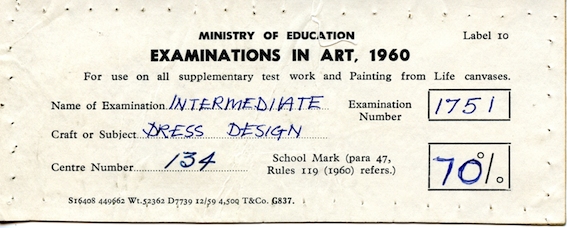 MINISTRY OF EDUCATION Label 10
EXAMINATIONS IN ART, 1960
For use on all supplementary test work and Painting from Life canvases.
Name of Examination INTERMEDIATE Examination Number 1751
Craft or Subject DRESS DESIGN
Centre Number 134 School Mark (para 47, Rules 119 (1960) refers.) 70%
S16408 449662 Wt.52362 D7739 12/59 4,500 T&Co. G837.